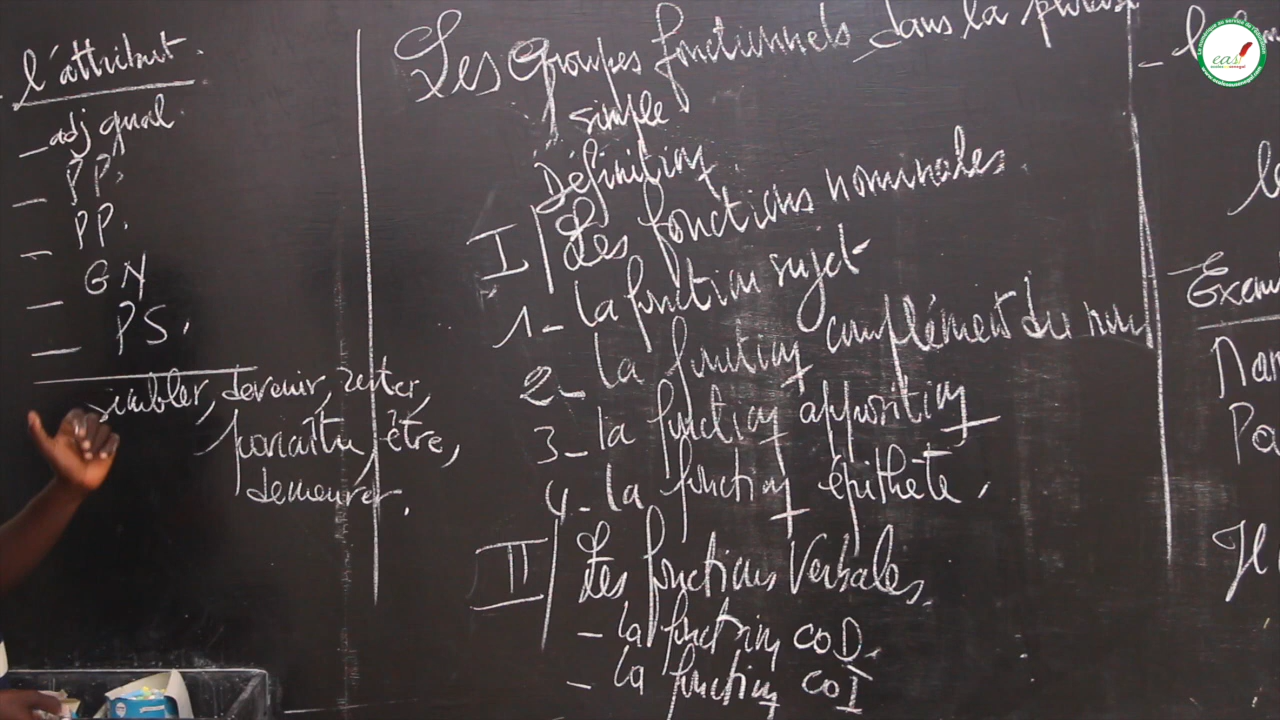 l'attribut.
- adj qual
- PP.
- PP.
- GN
- PS.
sembler, devenir, rester,
paraître, être,
demeurer.
Les Groupes fonctionnels dans la phrase
simple
Définition
I/ Les fonctions nominales
1- La fonction sujet
2- la fonction complément du nom
3- la fonction apposition
4- la fonction épithète.
II/ Les fonctions Verbales
- la fonction COD.
- la fonction COI
eas